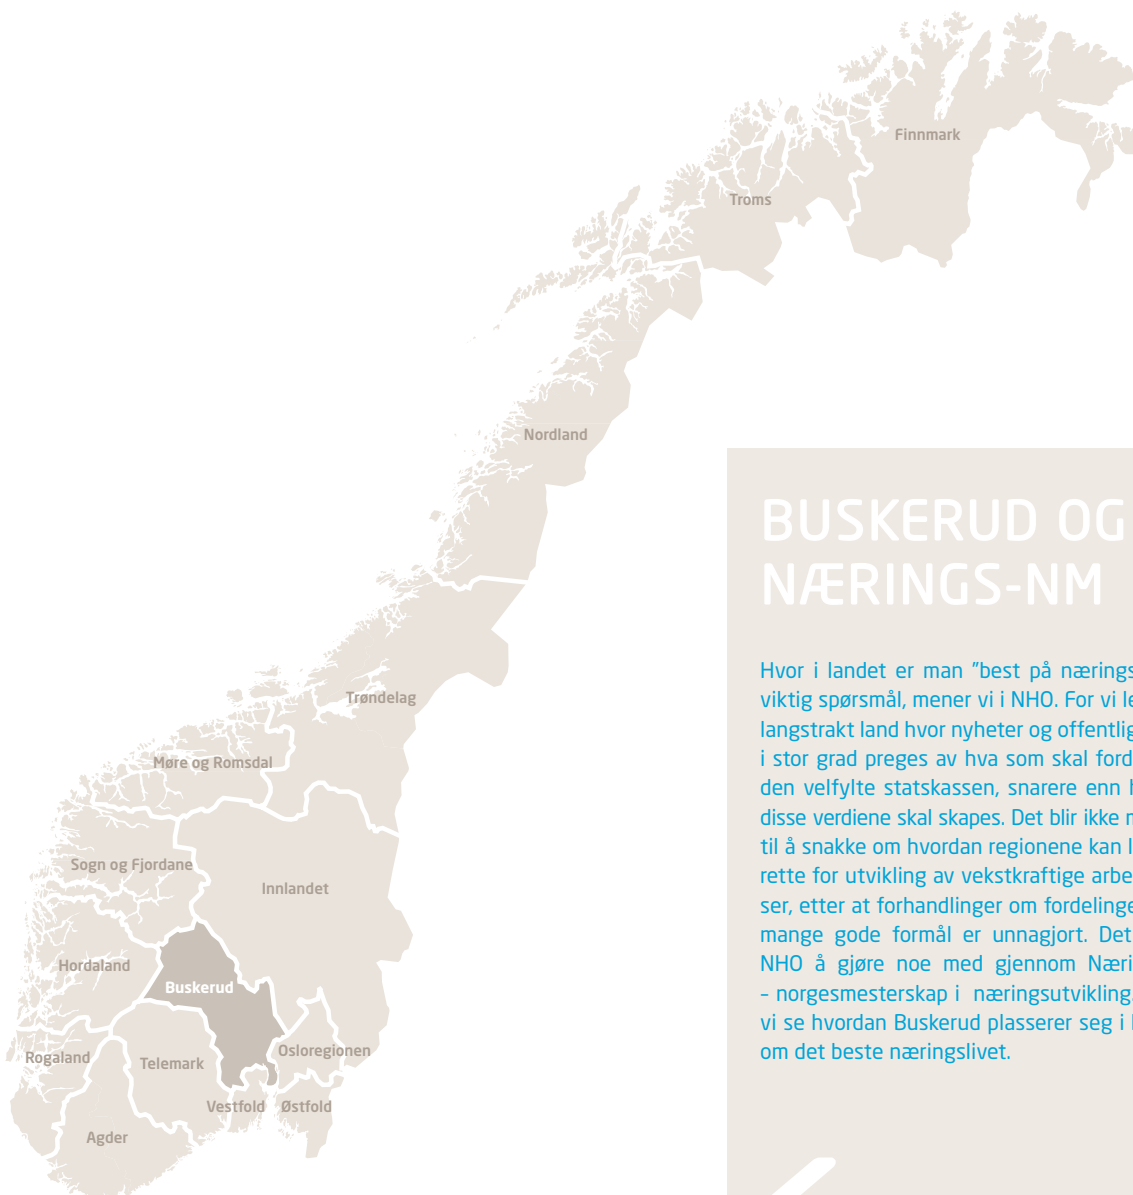 Finnmark
Troms
Nordland
Trøndelag
Møre og Romsdal
Sogn og Fjordane
Innlandet
Hordaland
Buskerud
Rogaland
Telemark
Osloregionen
Vestfold
Østfold
Agder
BUSKERUD OG
NÆRINGS-NM
Hvor i landet er man "best på nærings
viktig spørsmål, mener vi i NHO. For vi le
langstrakt land hvor nyheter og offentlig
i stor grad preges av hva som skal ford
den velfylte statskassen, snarere enn
disse verdiene skal skapes. Det blir ikke
til å snakke om hvordan regionene kan
rette for utvikling av vekstkraftige arbe
ser, etter at forhandlinger om fordelinge
mange gode formål er unnagjort. Det
NHO å gjøre noe med gjennom Næri
– norgesmesterskap i næringsutvikling.
vi se hvordan Buskerud plasserer seg i
om det beste næringslivet.